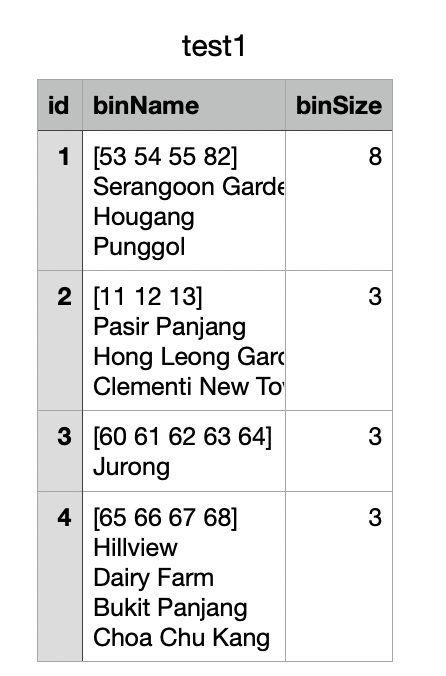 test1
id binName binSize
1 [53 54 55 82] 8
Serangoon Garde
Hougang
Punggol
2 [11 12 13] 3
Pasir Panjang
Hong Leong Gard
Clementi New To
3 [60 61 62 63 64] 3
Jurong
4 [65 66 67 68] 3
Hillview
Dairy Farm
Bukit Panjang
Choa Chu Kang